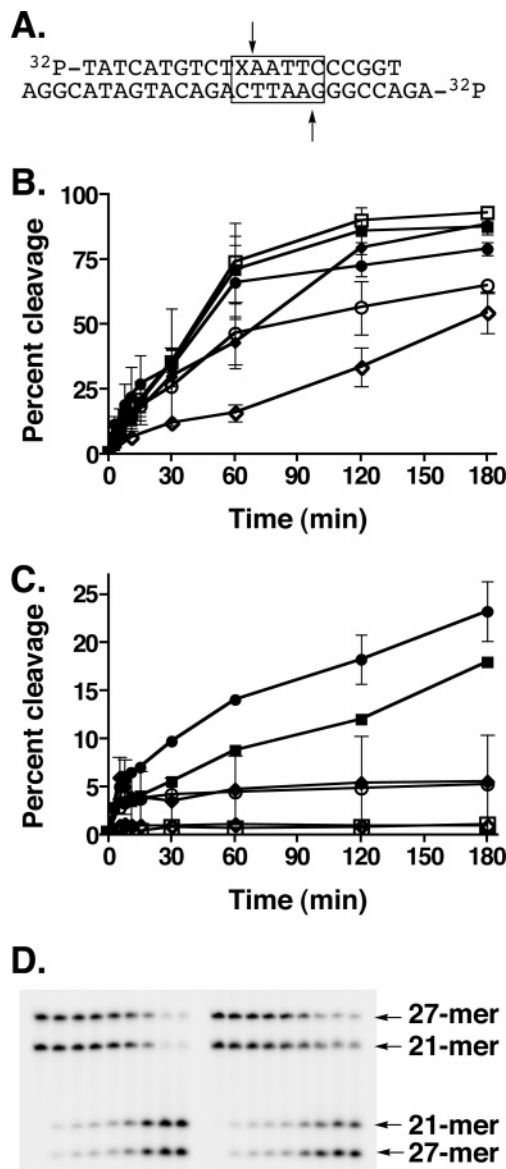 A.
³²P-TATCATGTCTXAATTCCCGGT
AGGCATAGTACAGACTTAAGGGCCAGA-³²P
B.
100
75
50
25
0
Percent cleavage
0 30 60 90 120 150 180
Time (min)
C.
25
20
15
10
5
0
Percent cleavage
0 30 60 90 120 150 180
Time (min)
D.
27-mer
21-mer
21-mer
27-mer